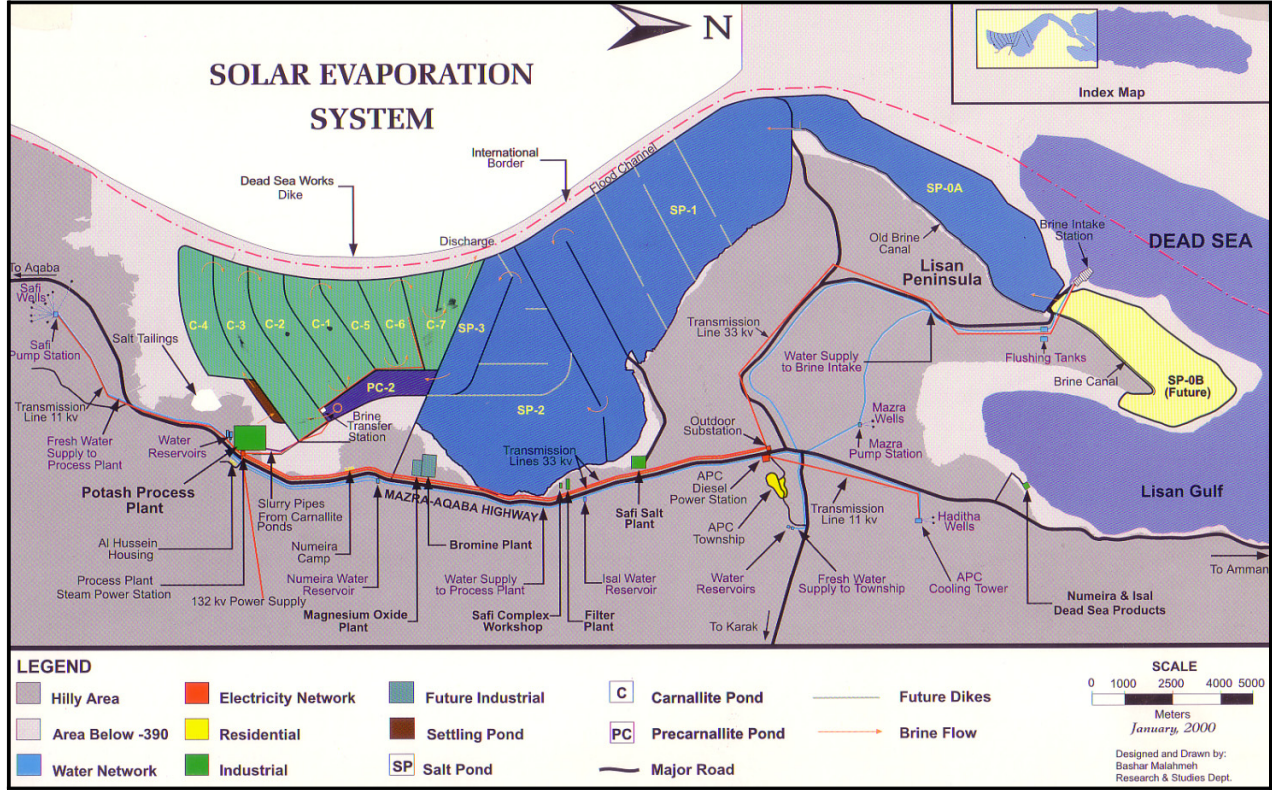 SOLAR EVAPORATION
SYSTEM
N
Index Map
International
Border
Flood Channel
Dead Sea Works
Dike
Discharge
SP-1
SP-0A
Brine Intake
Station
DEAD SEA
Old Brine
Canal
Lisan
Peninsula
To Aqaba
Safi
Wells
Safi
Pump Station
Salt Tailings
C-4
C-3
C-2
C-1
C-5
C-6
C-7
SP-3
PC-2
SP-2
Transmission
Line 33 kv
Water Supply
to Brine Intake
Flushing Tanks
Brine Canal
SP-0B
(Future)
Transmission
Line 11 kv
Fresh Water
Supply to
Process Plant
Water
Reservoirs
Brine
Transfer
Station
Outdoor
Substation
Mazra
Wells
Mazra
Pump Station
Transmission
Lines 33 kv
Potash Process
Plant
Slurry Pipes
From Carnallite
Ponds
MAZRA-AQABA HIGHWAY
Safi Salt
Plant
APC
Diesel
Power Station
APC
Township
Transmission
Line 11 kv
Haditha
Wells
Lisan Gulf
Al Hussein
Housing
Numeira
Camp
Bromine Plant
Process Plant
Steam Power Station
132 kv Power Supply
Numeira Water
Reservoir
Water Supply
to Process Plant
Isal Water
Reservoir
Water
Reservoirs
Fresh Water
Supply to Township
APC
Cooling Tower
To Amman
Magnesium Oxide
Plant
Safi Complex
Workshop
Filter
Plant
To Karak
Numeira & Isal
Dead Sea Products
LEGEND
Hilly Area
Electricity Network
Future Industrial
C Carnallite Pond
Future Dikes
Area Below -390
Residential
Settling Pond
PC Precarnallite Pond
Brine Flow
Water Network
Industrial
SP Salt Pond
Major Road
SCALE
0 1000 2500 4000 5000
Meters
January, 2000
Designed and Drawn by:
Bashar Malahmeh
Research & Studies Dept.